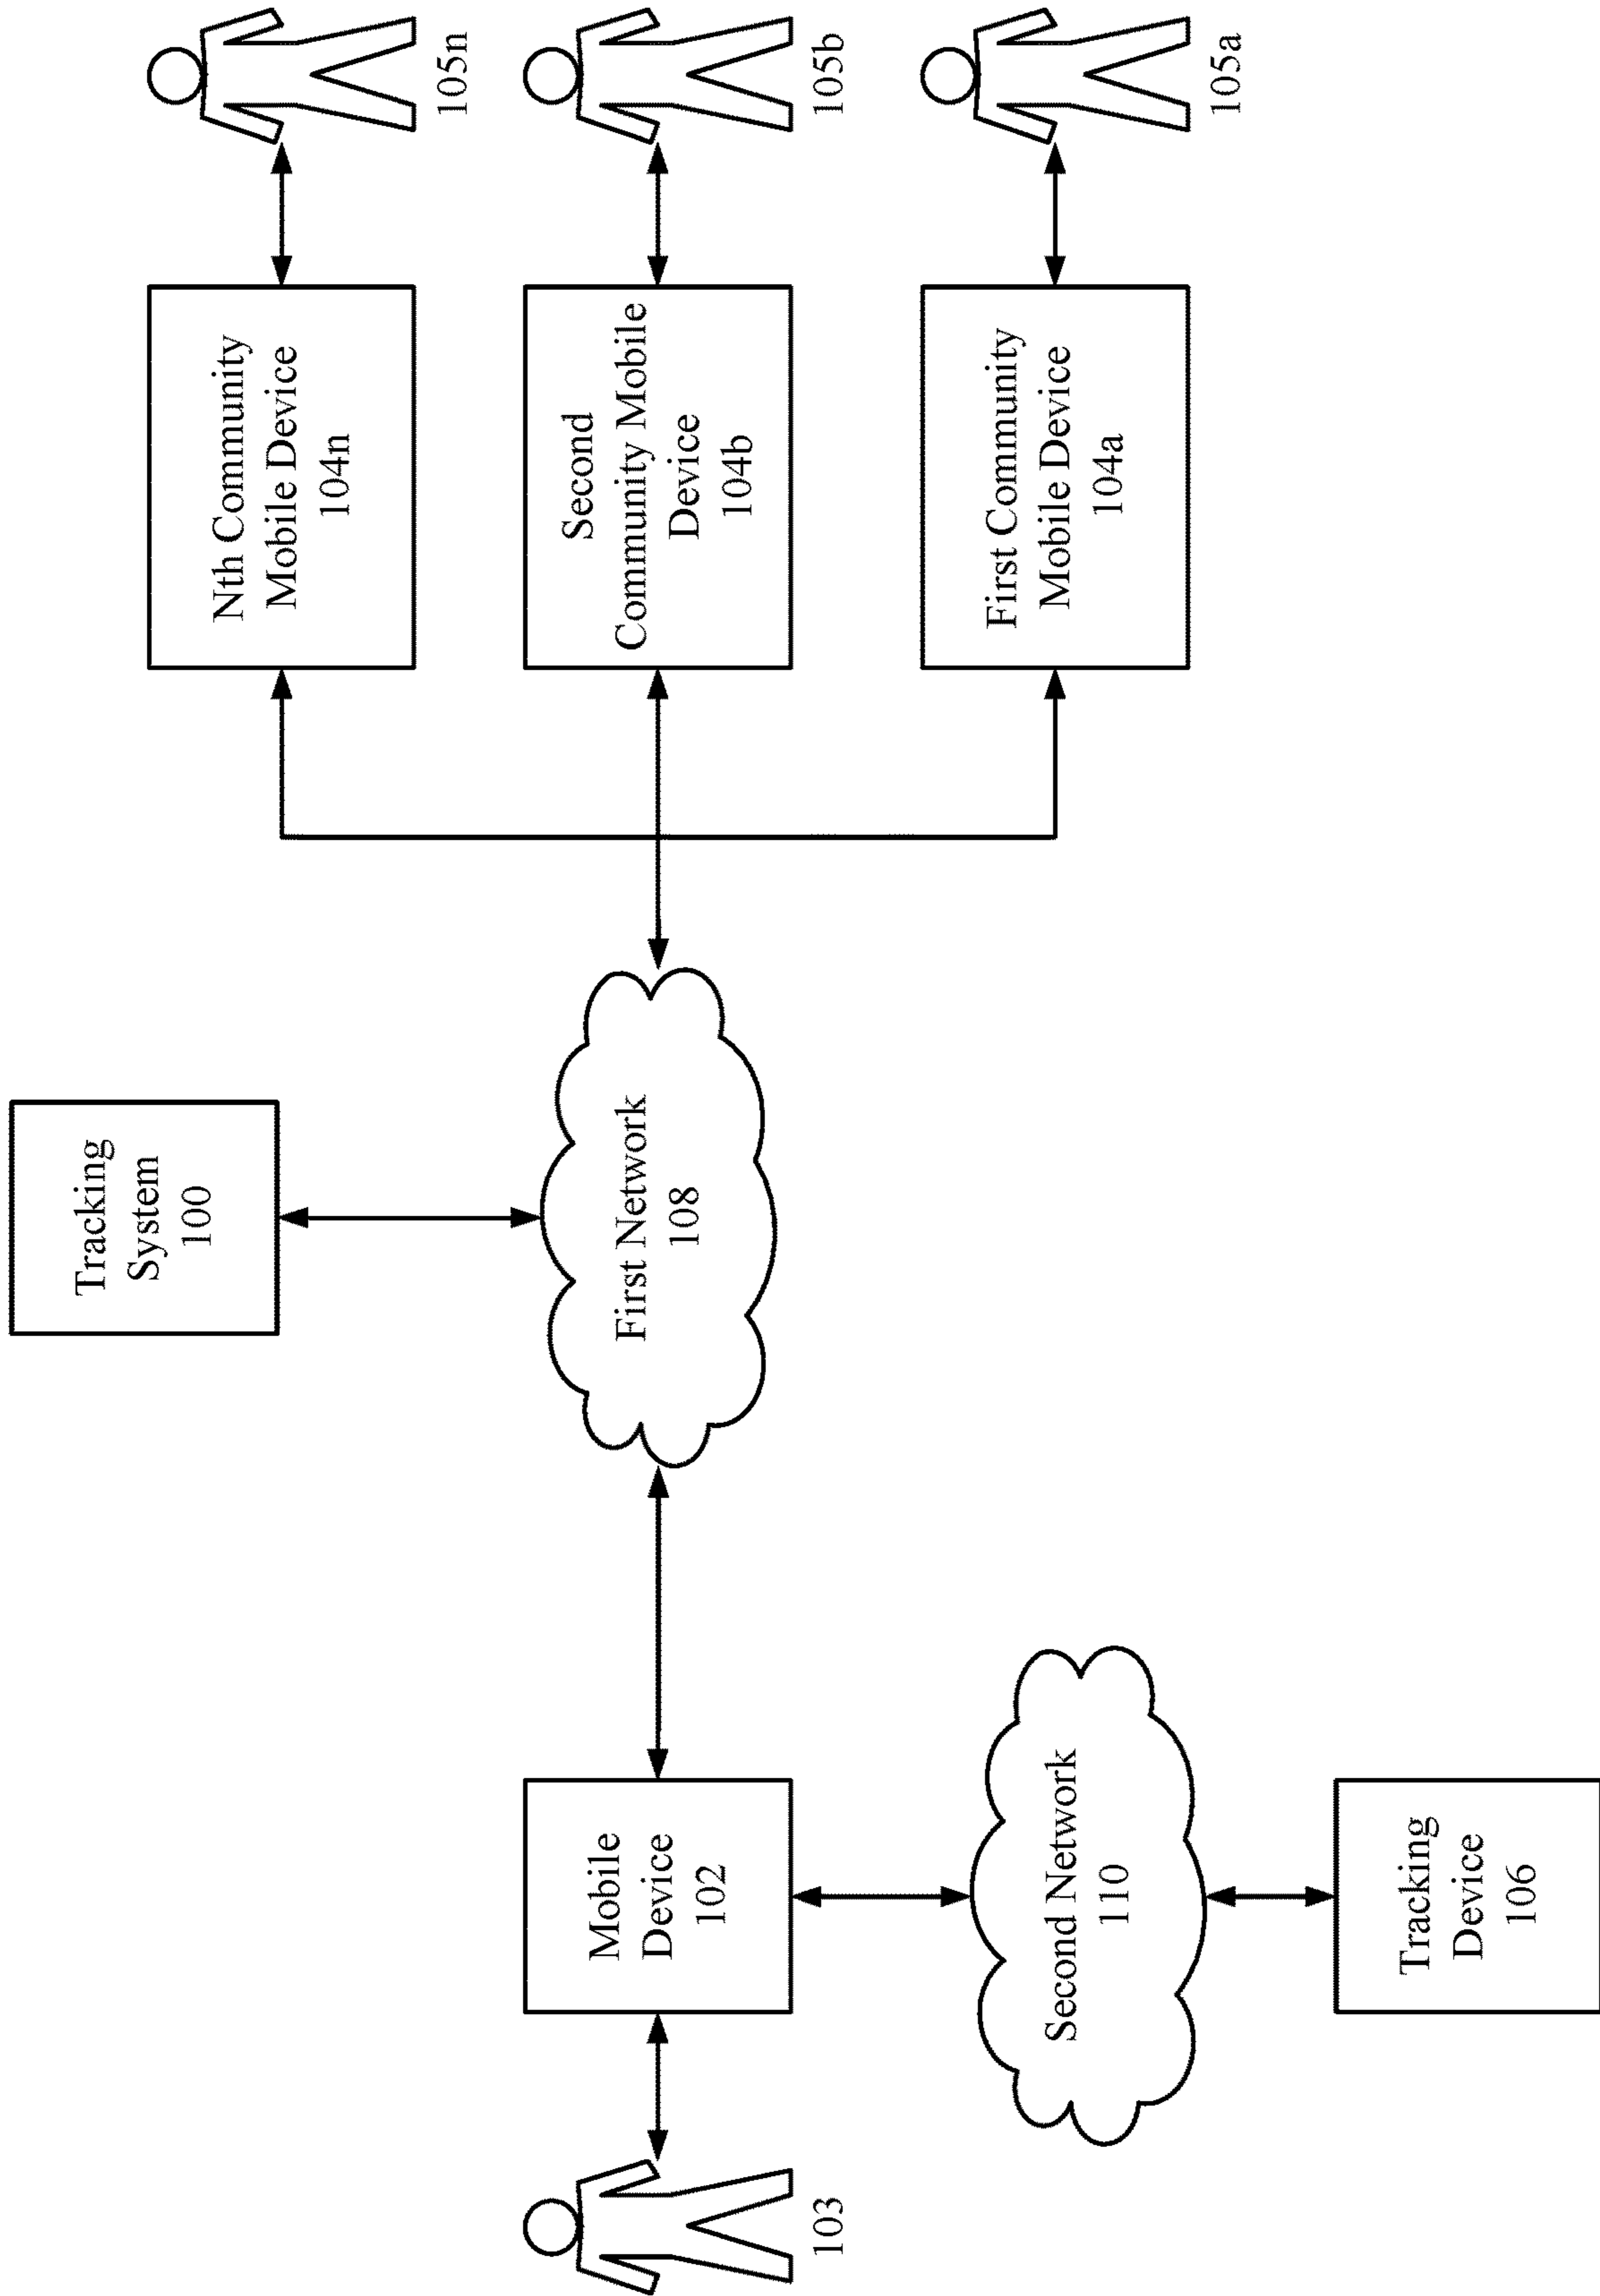 Tracking
System
100
Nth Community
Mobile Device
104n
105n
103
Mobile
Device
102
First Network
108
Second
Community Mobile
Device
104b
105b
Second Network
110
First Community
Mobile Device
104a
105a
Tracking
Device
106